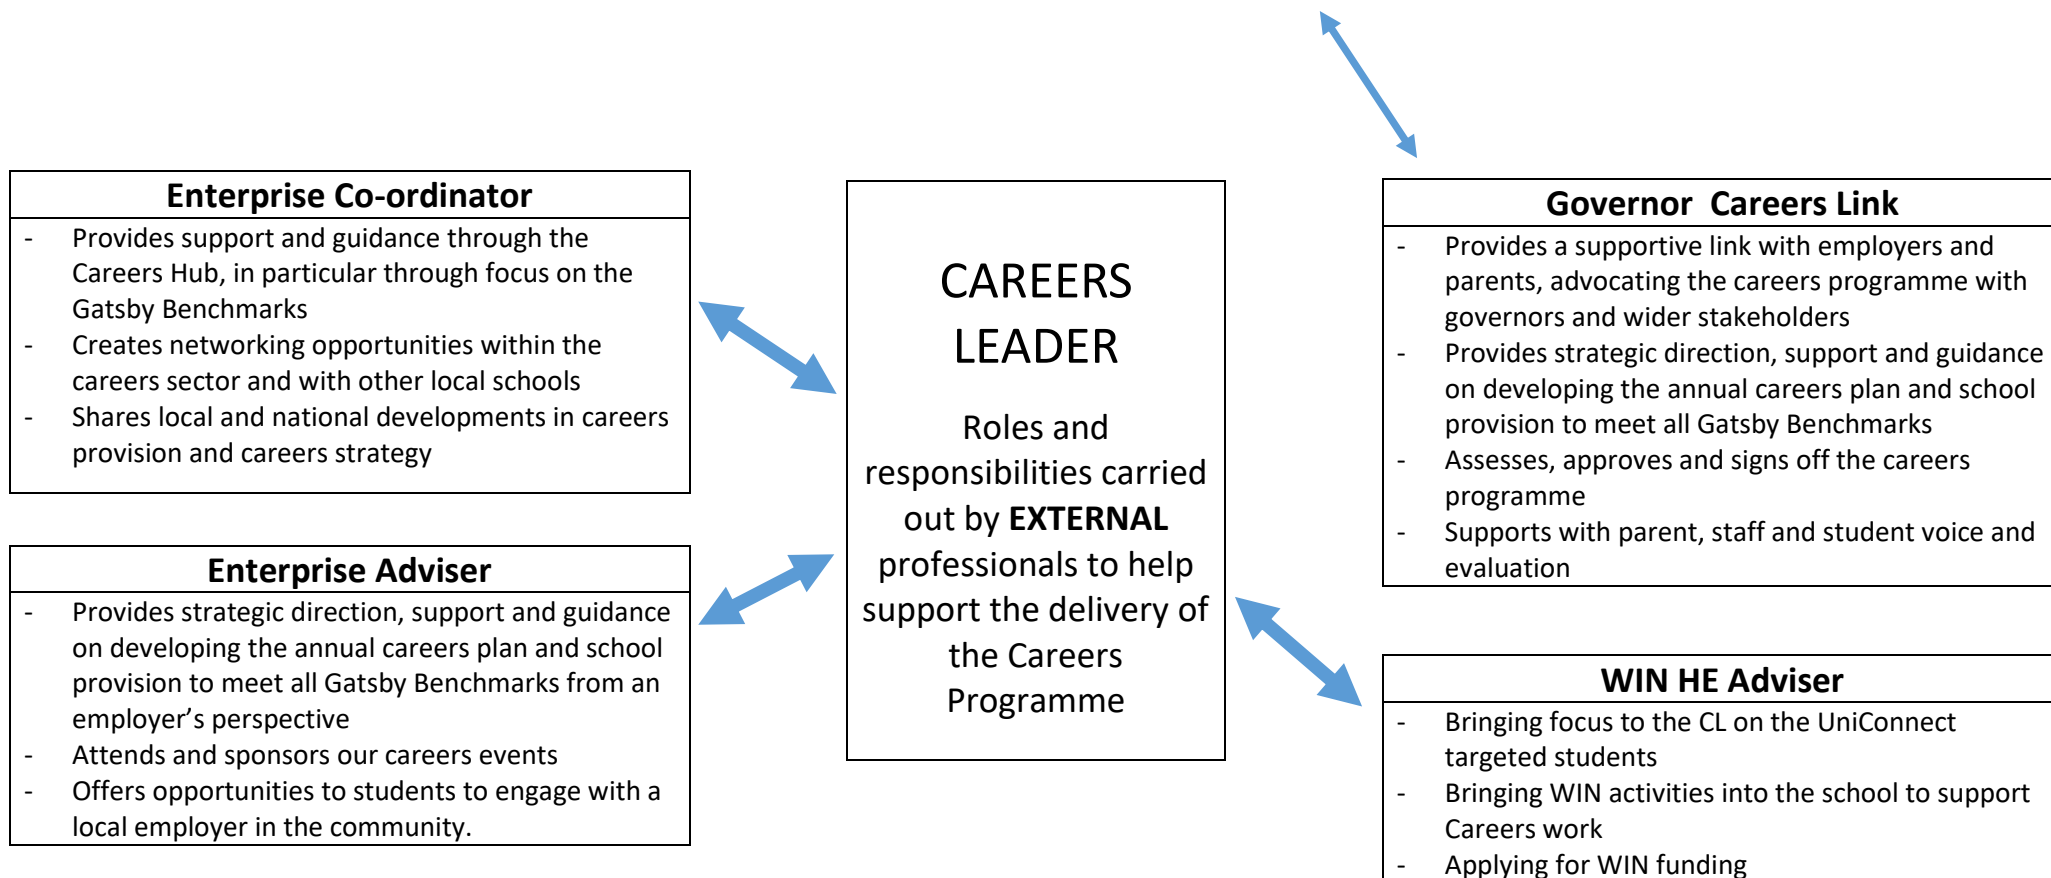 Enterprise Co-ordinator
- Provides support and guidance through the
Careers Hub, in particular through focus on the
Gatsby Benchmarks
- Creates networking opportunities within the
careers sector and with other local schools
- Shares local and national developments in careers
provision and careers strategy
Enterprise Adviser
- Provides strategic direction, support and guidance
on developing the annual careers plan and school
provision to meet all Gatsby Benchmarks from an
employer’s perspective
- Attends and sponsors our careers events
- Offers opportunities to students to engage with a
local employer in the community.
CAREERS
LEADER
Roles and
responsibilities carried
out by EXTERNAL
professionals to help
support the delivery of
the Careers
Programme
Governor  Careers Link
- Provides a supportive link with employers and
parents, advocating the careers programme with
governors and wider stakeholders
- Provides strategic direction, support and guidance
on developing the annual careers plan and school
provision to meet all Gatsby Benchmarks
- Assesses, approves and signs off the careers
programme
- Supports with parent, staff and student voice and
evaluation
WIN HE Adviser
- Bringing focus to the CL on the UniConnect
targeted students
- Bringing WIN activities into the school to support
Careers work
- Applying for WIN funding